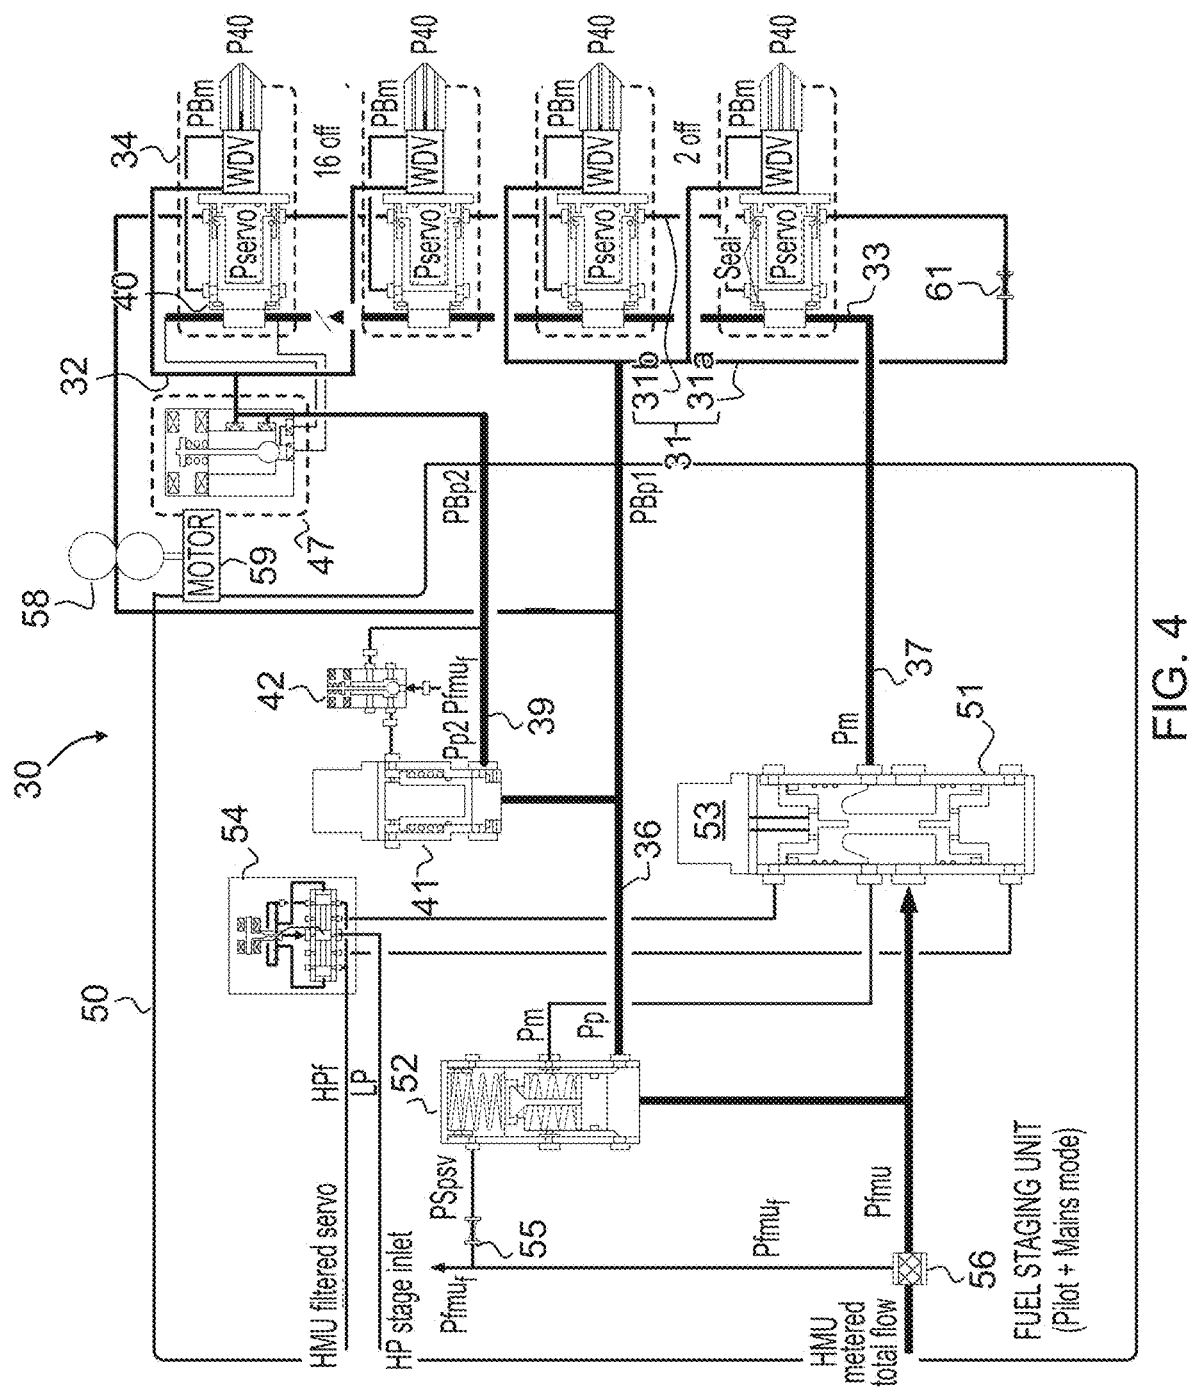 30
50
58
MOTOR
59
47
32
40
34
PBm
P40
WDV
Pservo
16 off
PBm
P40
WDV
Pservo
PBm
P40
WDV
Pservo
2 off
PBm
P40
WDV
Pservo
Seal
33
61
31b
31a
31
PBp2
PBp1
42
Pp2
Pfmuf
39
41
54
36
37
Pm
51
53
52
Pm
Pp
HPf
LP
HMU filtered servo
HP stage inlet
PSpsv
55
Pfmuf
Pfmuf
Pfmu
56
HMU
metered
total flow
FUEL STAGING UNIT
(Pilot + Mains mode)
FIG. 4